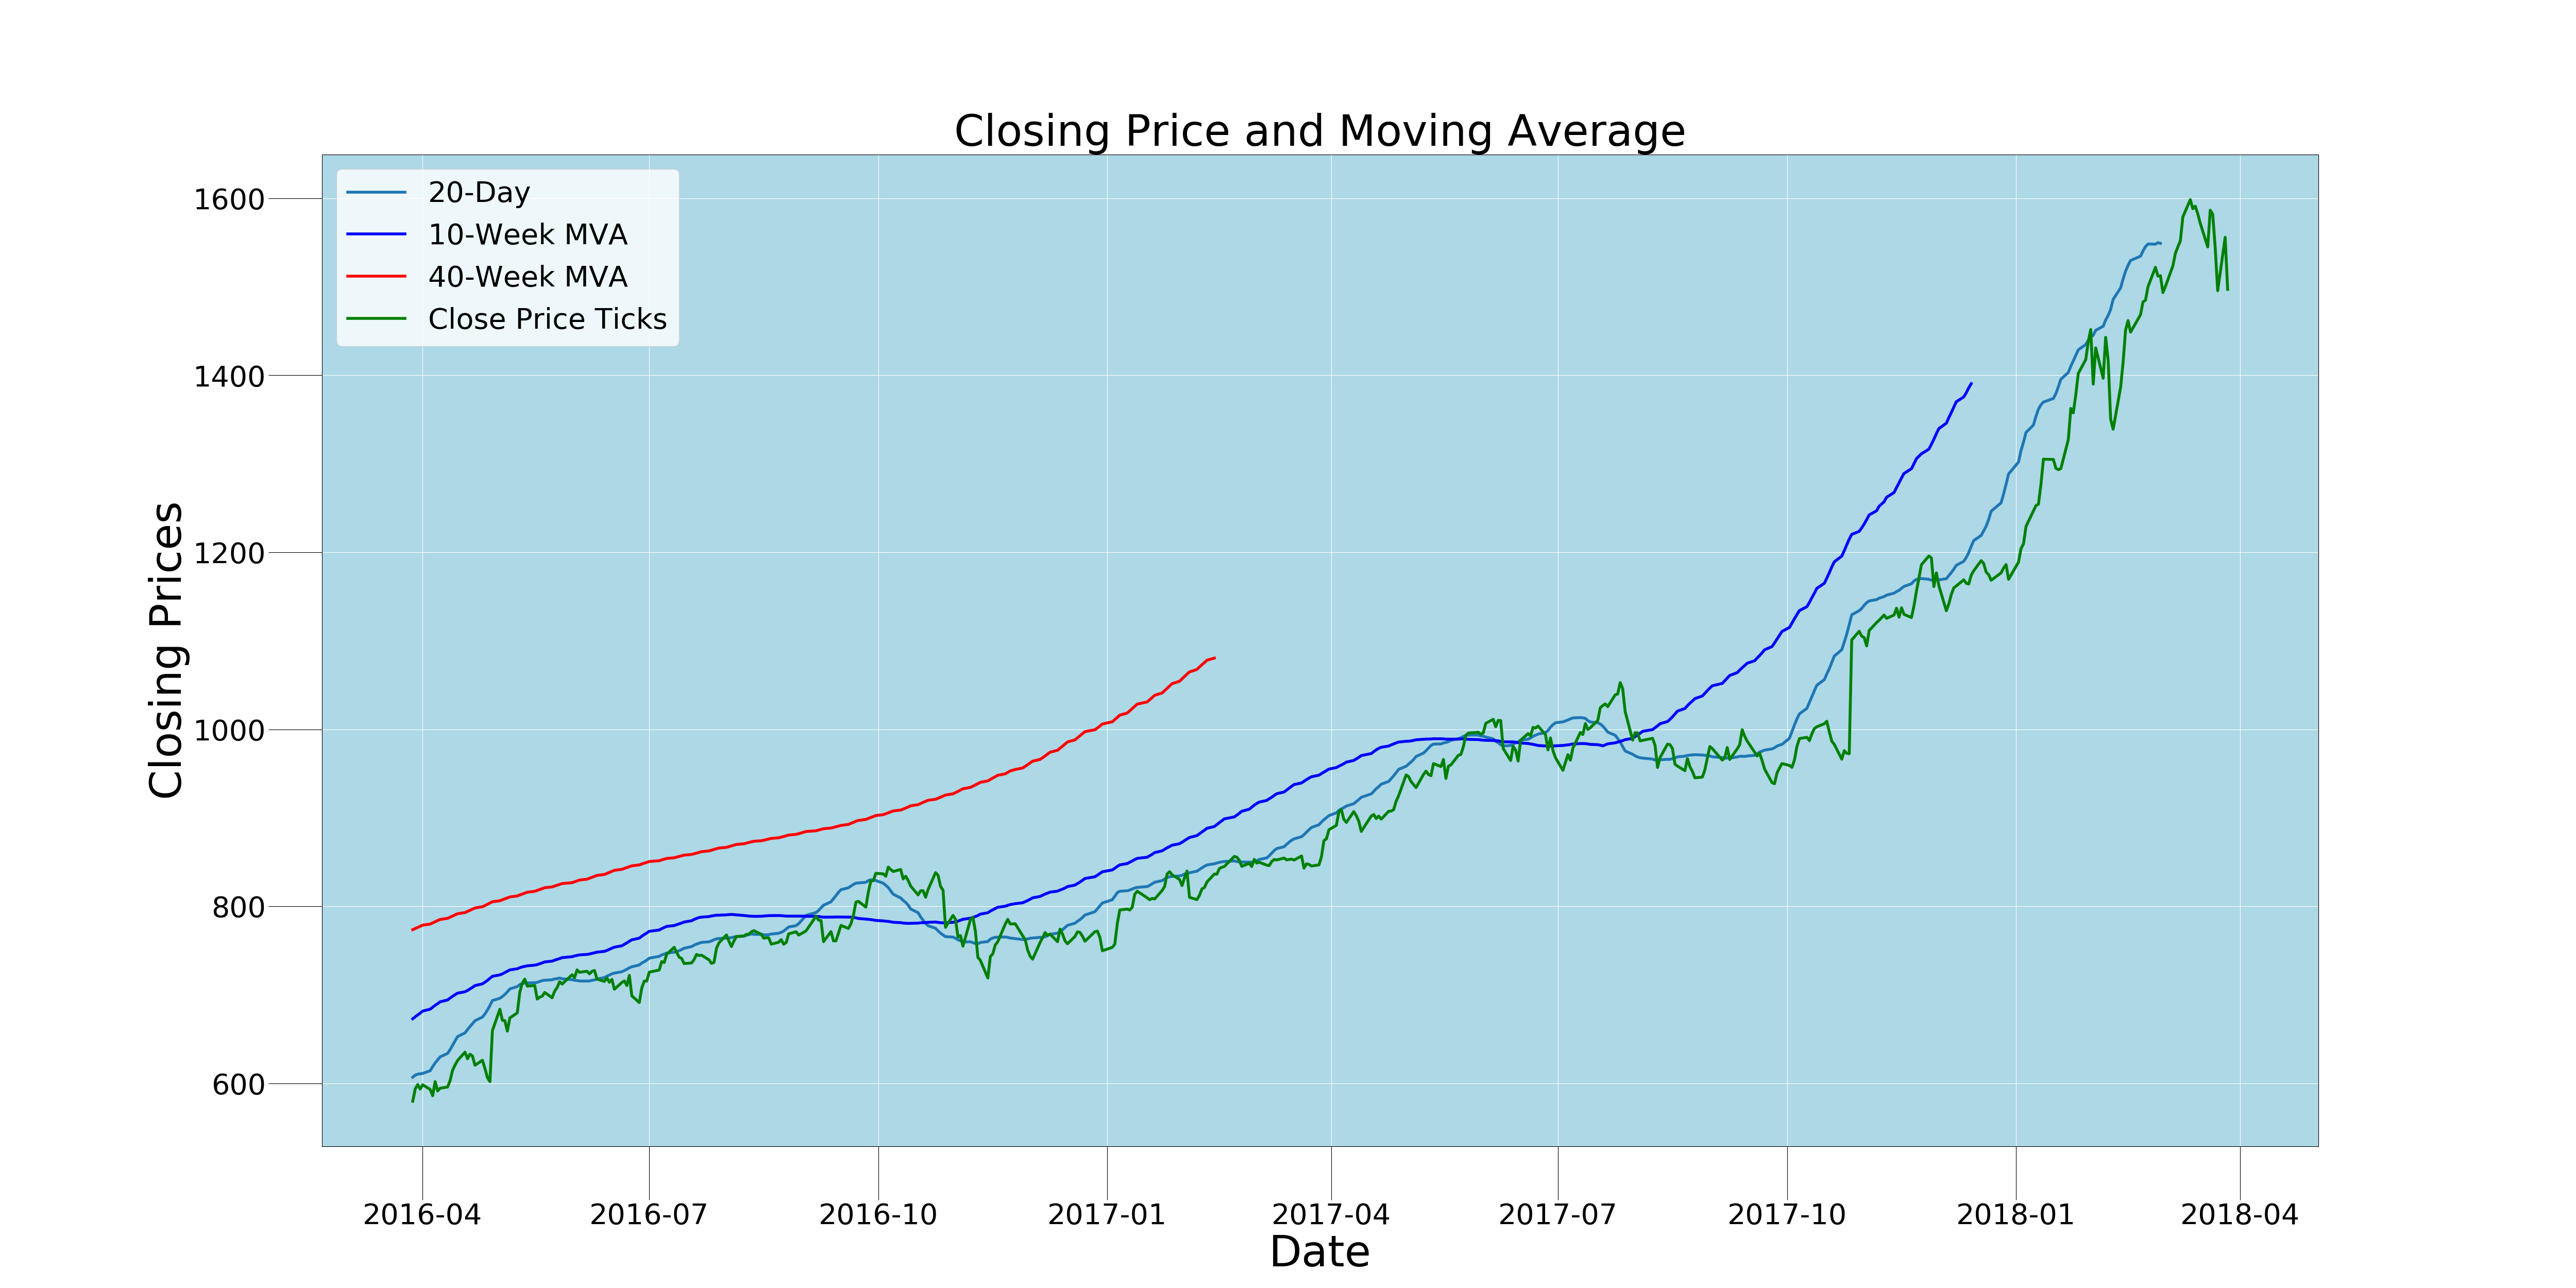 Closing Price and Moving Average
20-Day
10-Week MVA
40-Week MVA
Close Price Ticks
1600
1400
1200
1000
800
600
Closing Prices
2016-04 2016-07 2016-10 2017-01 2017-04 2017-07 2017-10 2018-01 2018-04
Date